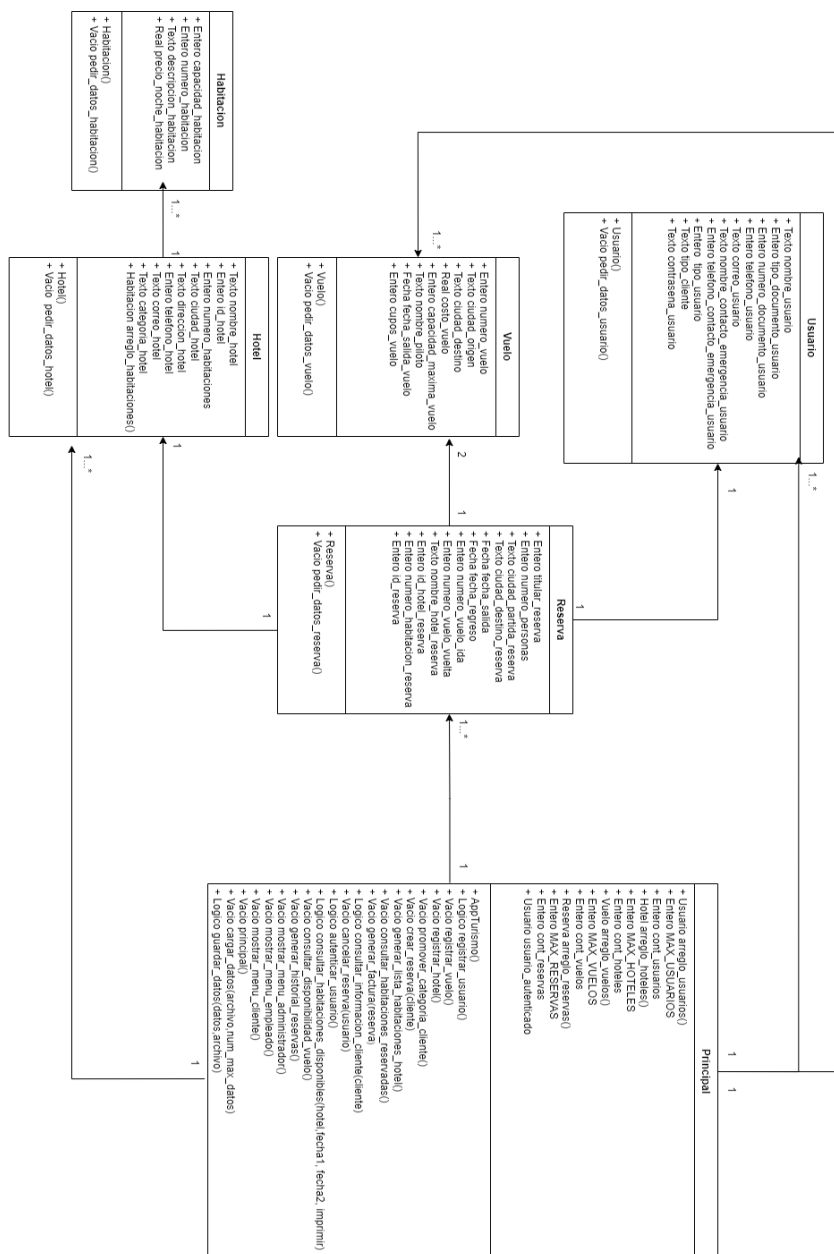 Habitacion
+ Entero capacidad_habitacion
+ Entero numero_habitacion
+ Texto descripcion_habitacion
+ Real precio_noche_habitacion
+ Habitacion()
+ Vacio pedir_datos_habitacion()
1...*
1
Hotel
+ Texto nombre_hotel
+ Entero id_hotel
+ Entero numero_habitaciones
+ Texto ciudad_hotel
+ Texto direccion_hotel
+ Entero telefono_hotel
+ Texto correo_hotel
+ Texto categoria_hotel
+ Habitacion arreglo_habitaciones()
+ Hotel()
+ Vacio pedir_datos_hotel()
1
1...*
1...*
Vuelo
+ Entero numero_vuelo
+ Texto ciudad_origen
+ Texto ciudad_destino
+ Real costo_vuelo
+ Entero capacidad_maxima_vuelo
+ Texto nombre_piloto
+ Fecha fecha_salida_vuelo
+ Entero cupos_vuelo
+ Vuelo()
+ Vacio pedir_datos_vuelo()
2
1
Usuario
+ Texto nombre_usuario
+ Entero tipo_documento_usuario
+ Entero numero_documento_usuario
+ Entero telefono_usuario
+ Texto correo_usuario
+ Texto nombre_contacto_emergencia_usuario
+ Entero telefono_contacto_emergencia_usuario
+ Entero tipo_usuario
+ Texto tipo_cliente
+ Texto contrasena_usuario
+ Usuario()
+ Vacio pedir_datos_usuario()
1...*
1
Reserva
+ Entero titular_reserva
+ Entero numero_personas
+ Texto ciudad_partida_reserva
+ Texto ciudad_destino_reserva
+ Fecha fecha_salida
+ Fecha fecha_regreso
+ Entero numero_vuelo_ida
+ Entero numero_vuelo_vuelta
+ Texto nombre_hotel_reserva
+ Entero id_hotel_reserva
+ Entero numero_habitacion_reserva
+ Entero id_reserva
+ Reserva()
+ Vacio pedir_datos_reserva()
1
1
1...*
1
Principal
+ Usuario arreglo_usuarios()
+ Entero MAX_USUARIOS
+ Entero cont_usuarios
+ Hotel arreglo_hoteles()
+ Entero MAX_HOTELES
+ Entero cont_hoteles
+ Vuelo arreglo_vuelos()
+ Entero MAX_VUELOS
+ Entero cont_vuelos
+ Reserva arreglo_reservas()
+ Entero MAX_RESERVAS
+ Entero cont_reservas
+ Usuario usuario_autenticado
+ AppTurismo()
+ Logico registrar_usuario()
+ Vacio registrar_vuelo()
+ Vacio registrar_hotel()
+ Vacio promover_categoria_cliente()
+ Vacio crear_reserva(cliente)
+ Vacio generar_lista_habitaciones_hotel()
+ Vacio consultar_habitaciones_reservadas()
+ Vacio generar_factura(reserva)
+ Logico consultar_informacion_cliente(cliente)
+ Vacio cancelar_reserva(usuario)
+ Logico autenticar_usuario()
+ Logico consultar_habitaciones_disponibles(hotel,fecha1, fecha2, imprimir)
+ Vacio consultar_disponibilidad_vuelo()
+ Vacio generar_historial_reservas()
+ Vacio mostrar_menu_administrador()
+ Vacio mostrar_menu_empleado()
+ Vacio mostrar_menu_cliente()
+ Vacio principal()
+ Vacio cargar_datos(archivo,num_max_datos)
+ Logico guardar_datos(datos,archivo)
1
1
1